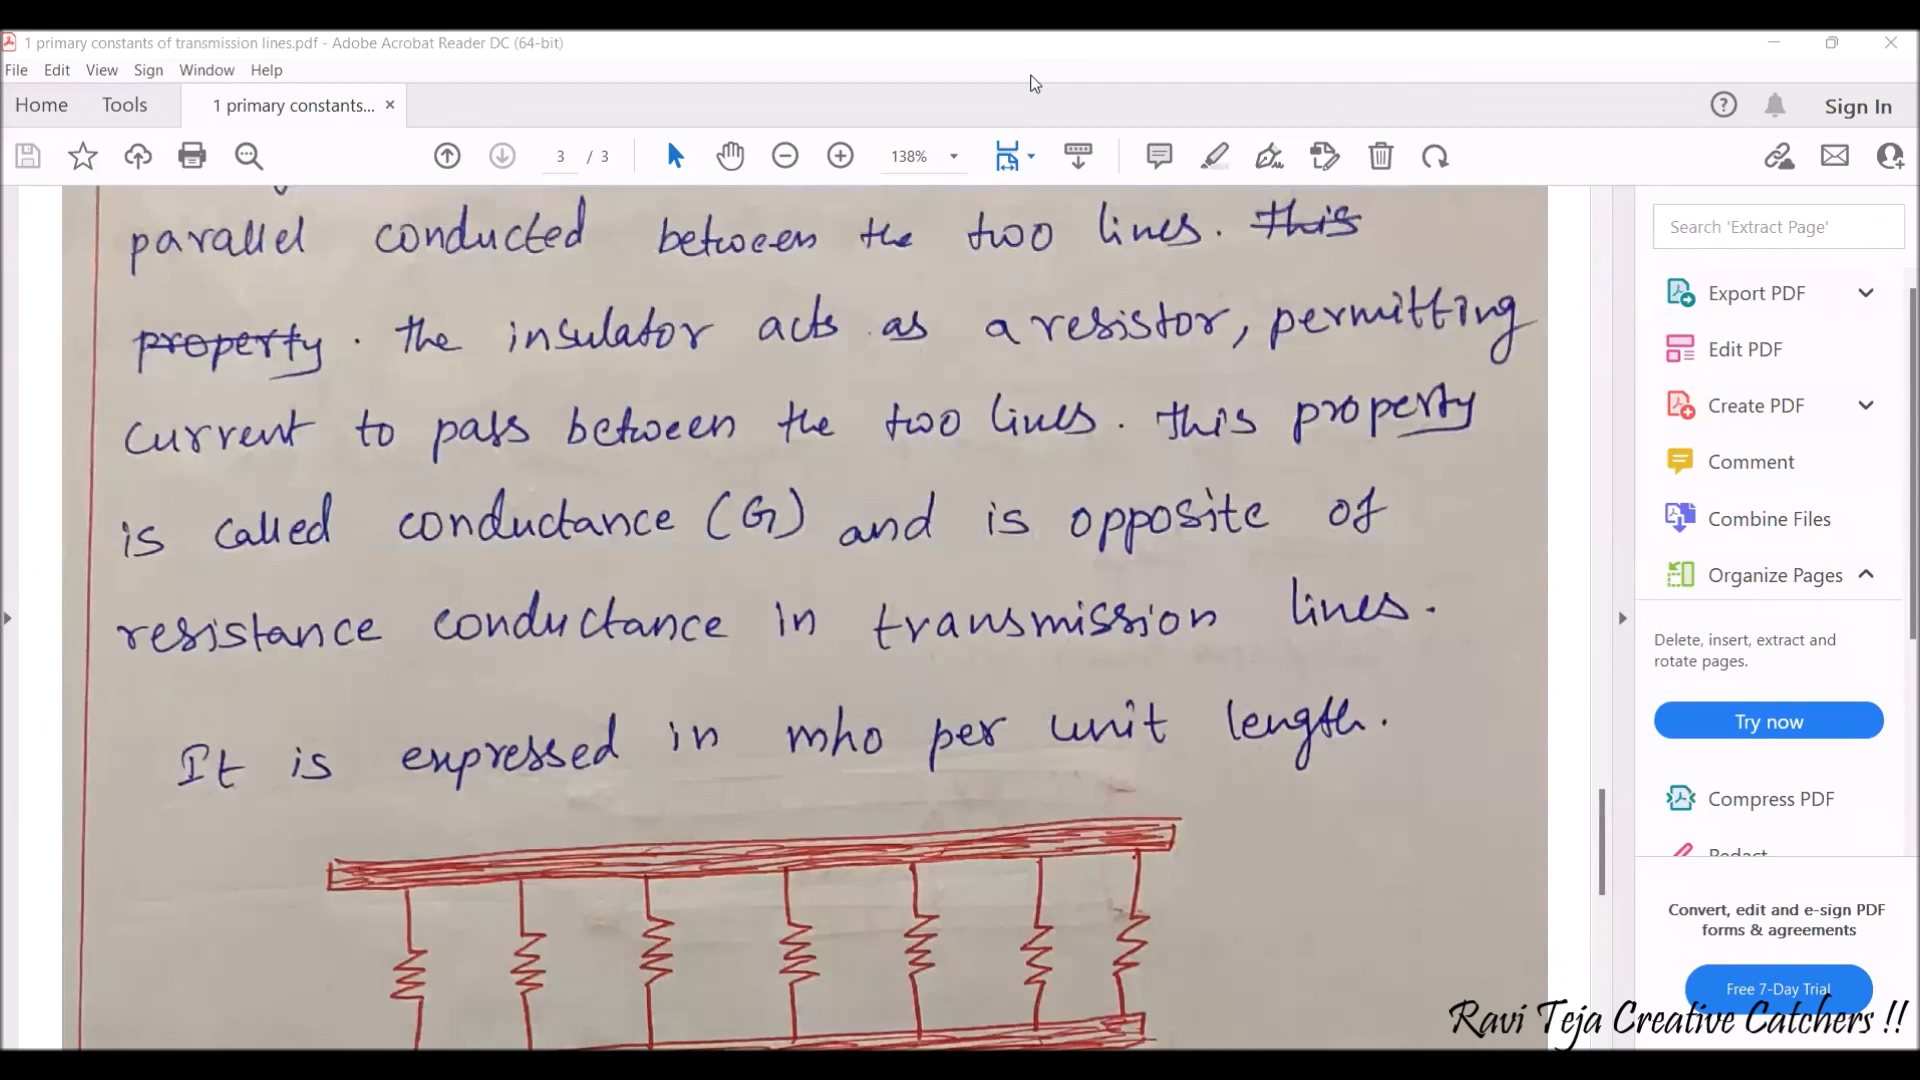 1 primary constants of transmission lines.pdf - Adobe Acrobat Reader DC (64-bit)
File Edit View Sign Window Help
Home Tools 1 primary constants... × Sign In
3 / 3 138%
parallel conducted between the two lines. this
property. the insulator acts as a resistor, permitting
current to pass between the two lines. this property
is called conductance (G) and is opposite of
resistance conductance in transmission lines.
It is expressed in mho per unit length.
Search 'Extract Page'
Export PDF
Edit PDF
Create PDF
Comment
Combine Files
Organize Pages
Delete, insert, extract and
rotate pages.
Try now
Compress PDF
Redact
Convert, edit and e-sign PDF
forms & agreements
Free 7-Day Trial
Ravi Teja Creative Catchers !!